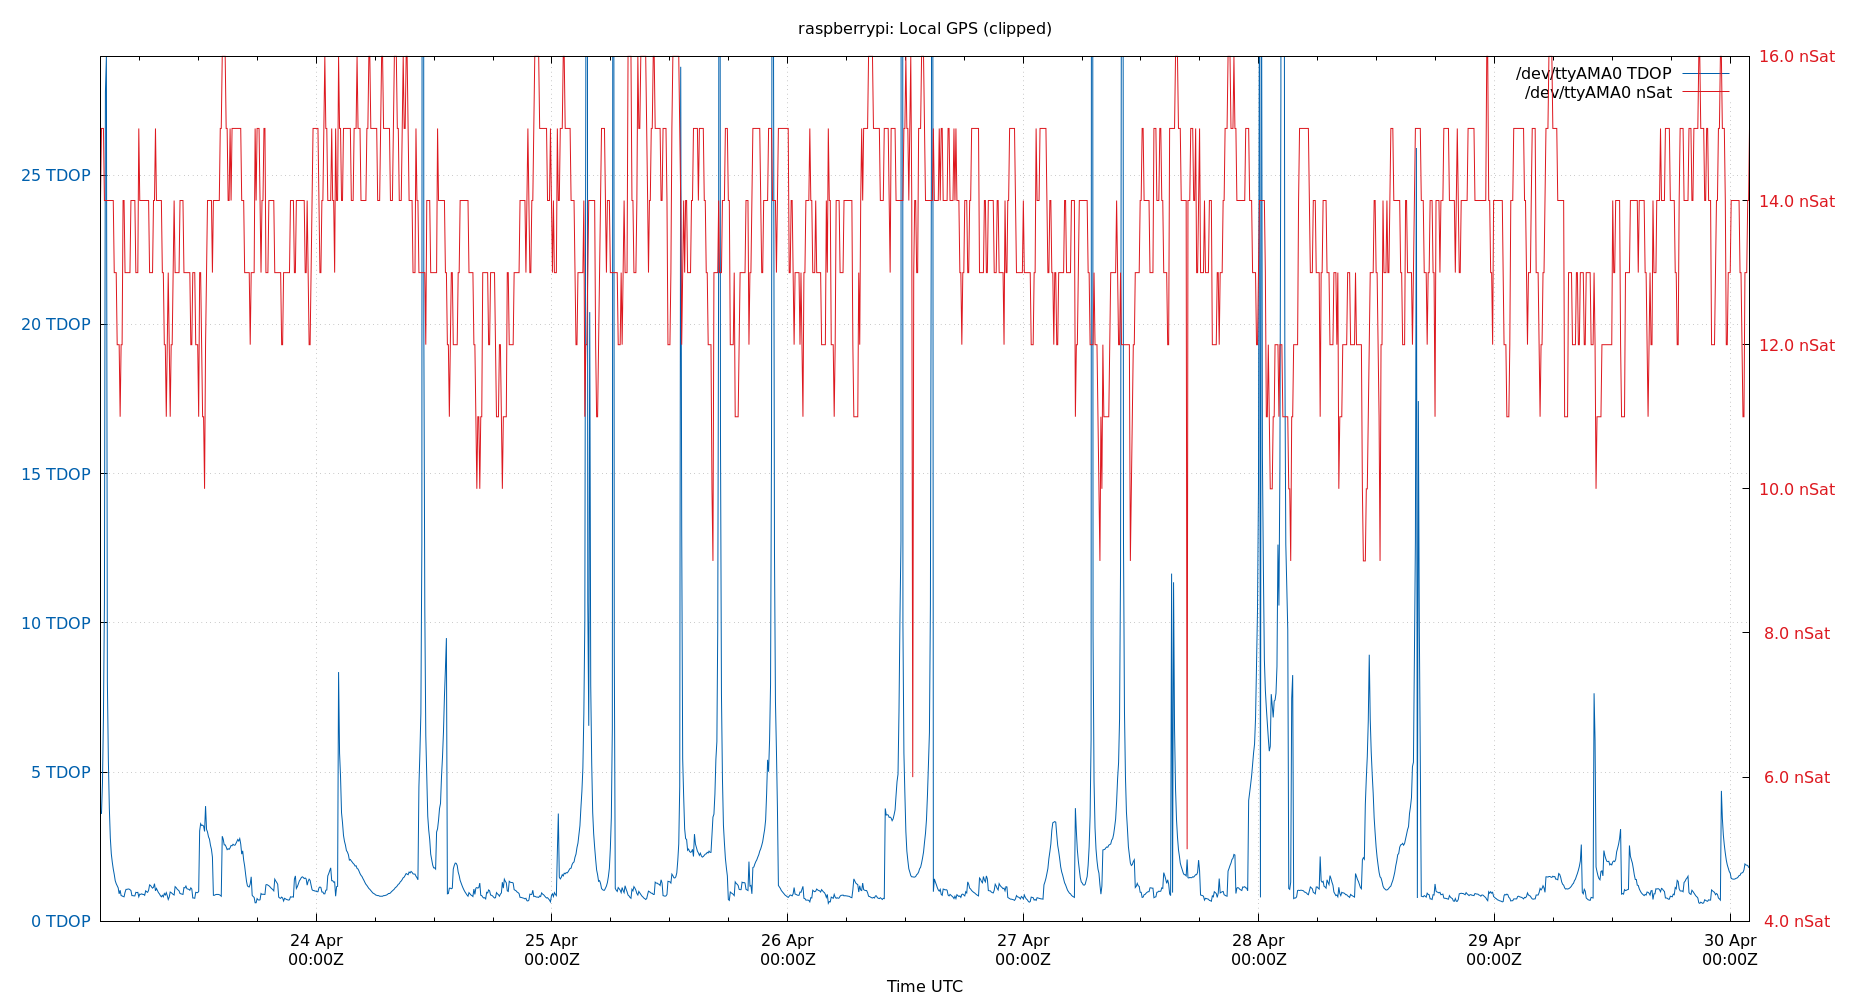 raspberrypi: Local GPS (clipped)
/dev/ttyAMA0 TDOP
/dev/ttyAMA0 nSat
25 TDOP
20 TDOP
15 TDOP
10 TDOP
5 TDOP
0 TDOP
16.0 nSat
14.0 nSat
12.0 nSat
10.0 nSat
8.0 nSat
6.0 nSat
4.0 nSat
24 Apr
00:00Z
25 Apr
00:00Z
26 Apr
00:00Z
27 Apr
00:00Z
28 Apr
00:00Z
29 Apr
00:00Z
30 Apr
00:00Z
Time UTC